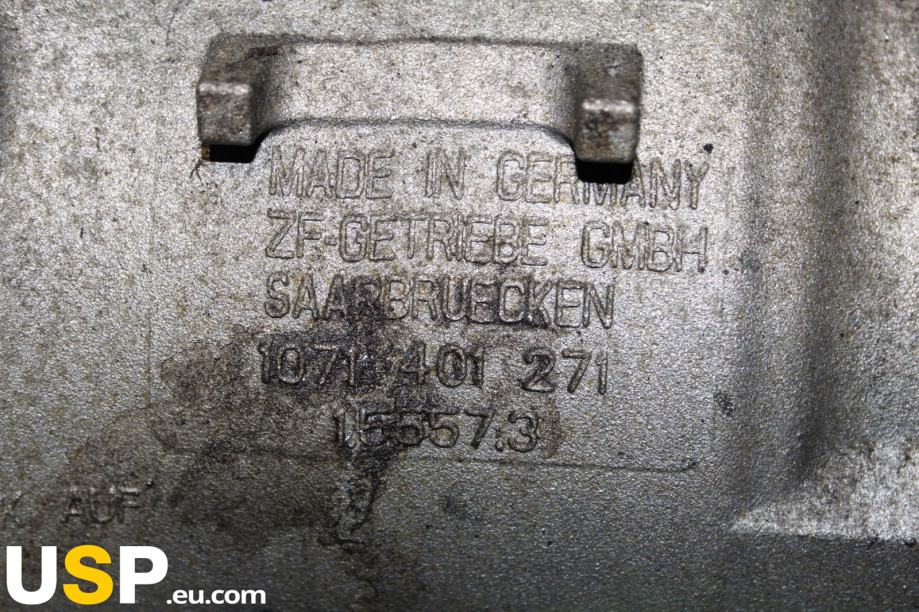 MADE IN GERMANY
ZF-GETRIEBE GMBH
SAARBRUECKEN
1071 401 271
15557.3
AUF
USP.eu.com